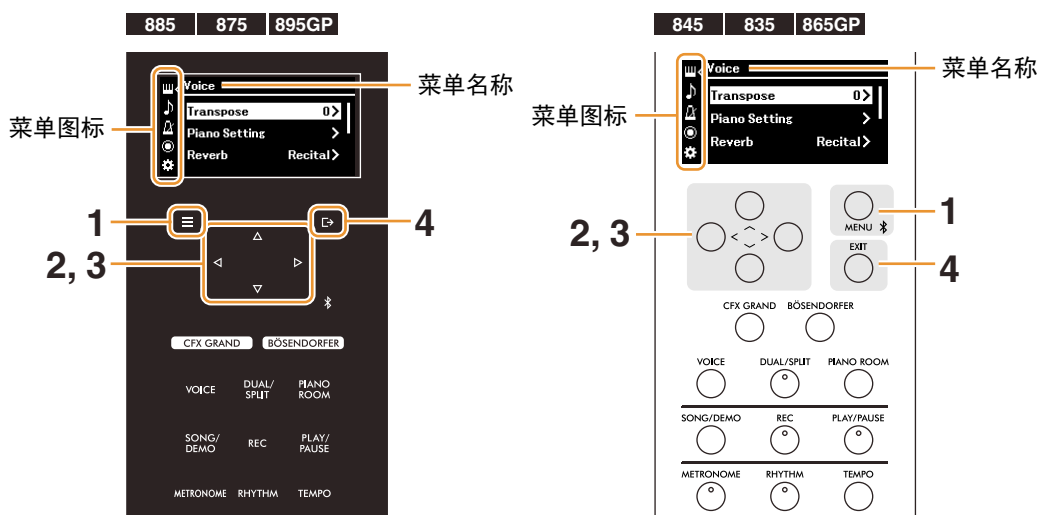 885 875 895GP
Voice
Transpose 0
Piano Setting
Reverb Recital
菜单名称
菜单图标
1
4
2, 3
CFX GRAND BÖSENDORFER
VOICE DUAL/SPLIT PIANO ROOM
SONG/DEMO REC PLAY/PAUSE
METRONOME RHYTHM TEMPO
845 835 865GP
Voice
Transpose 0
Piano Setting
Reverb Recital
菜单名称
菜单图标
2, 3
1
MENU
EXIT
4
CFX GRAND BÖSENDORFER
VOICE DUAL/SPLIT PIANO ROOM
SONG/DEMO REC PLAY/PAUSE
METRONOME RHYTHM TEMPO